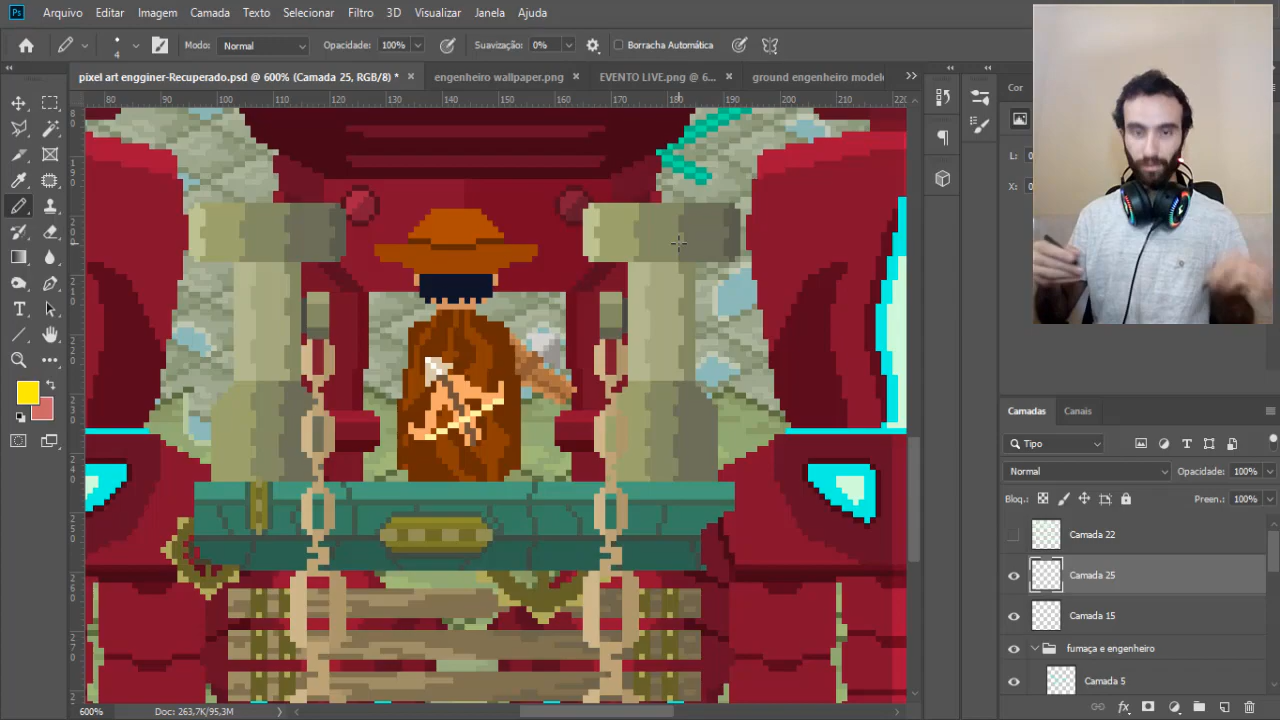 Ps Arquivo Editar Imagem Camada Texto Selecionar Filtro 3D Visualizar Janela Ajuda
4 Modo: Normal Opacidade: 100% Suavização: 0% Borracha Automática
pixel art engginer-Recuperado.psd @ 600% (Camada 25, RGB/8) * × engenheiro wallpaper.png × EVENTO LIVE.png @ 6... × ground engenheiro model
80 90 100 110 120 130 140 150 160 170 180 190 200 210 220
Cor
L: 0
X: 0
Camadas Canais
Tipo
Normal Opacidade: 100%
Bloq.: Preen.: 100%
Camada 22
Camada 25
Camada 15
fumaça e engenheiro
Camada 5
600% Doc: 263,7K/95,3M